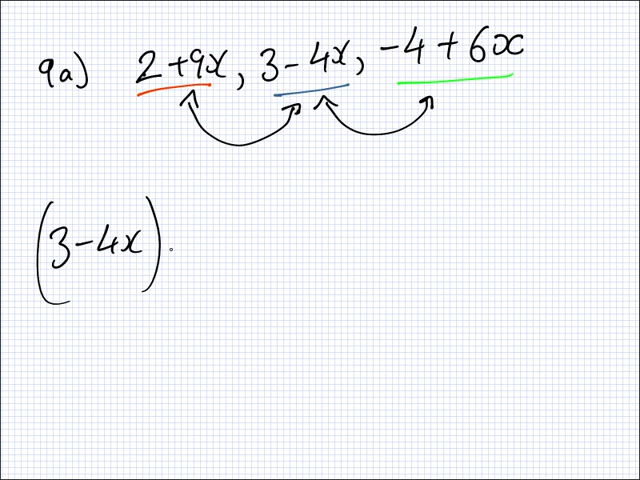 9a) 2 + 9x, 3 - 4x, -4 + 6x
(3 - 4x)